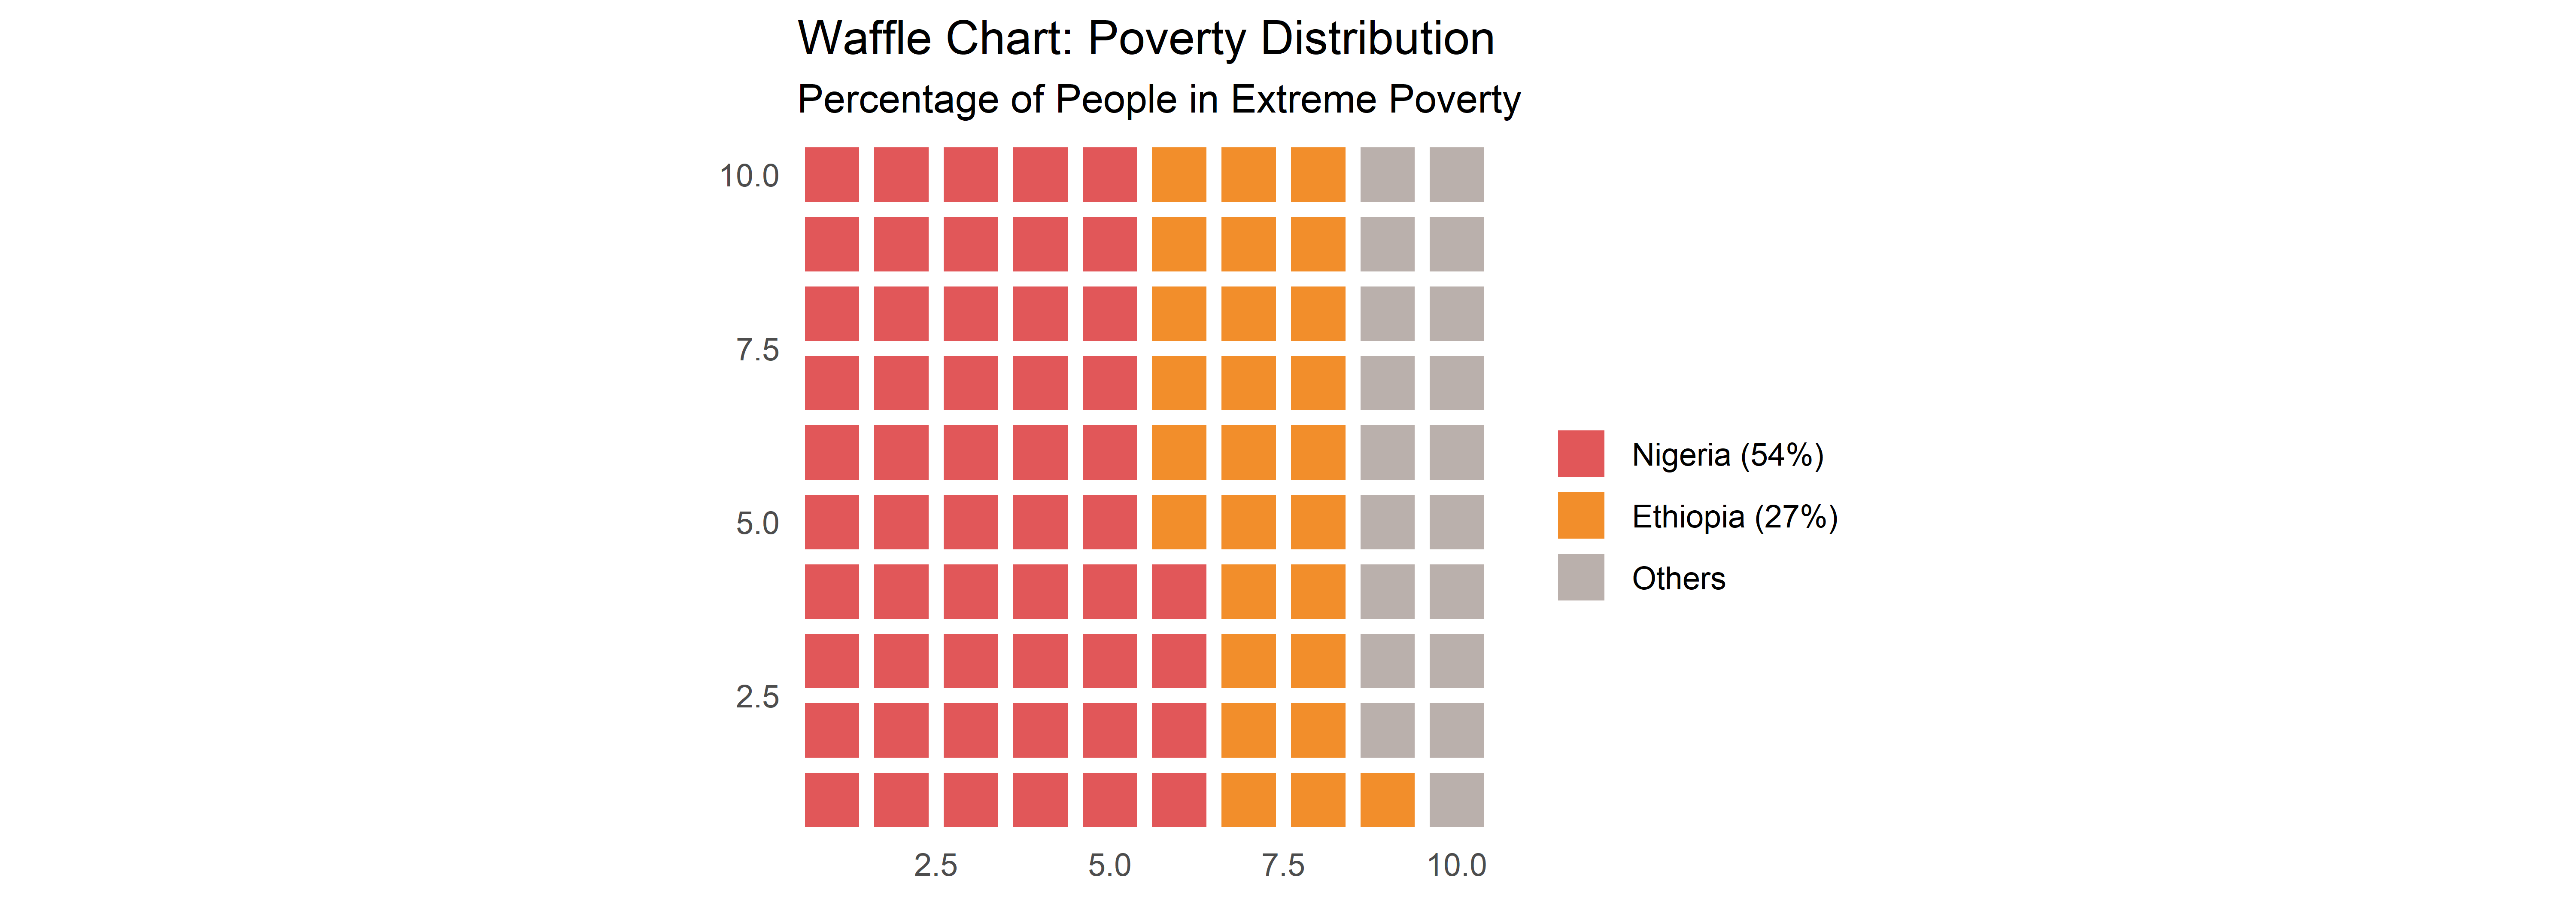 Waffle Chart: Poverty Distribution
Percentage of People in Extreme Poverty
10.0
7.5
5.0
2.5
2.5 5.0 7.5 10.0
Nigeria (54%)
Ethiopia (27%)
Others